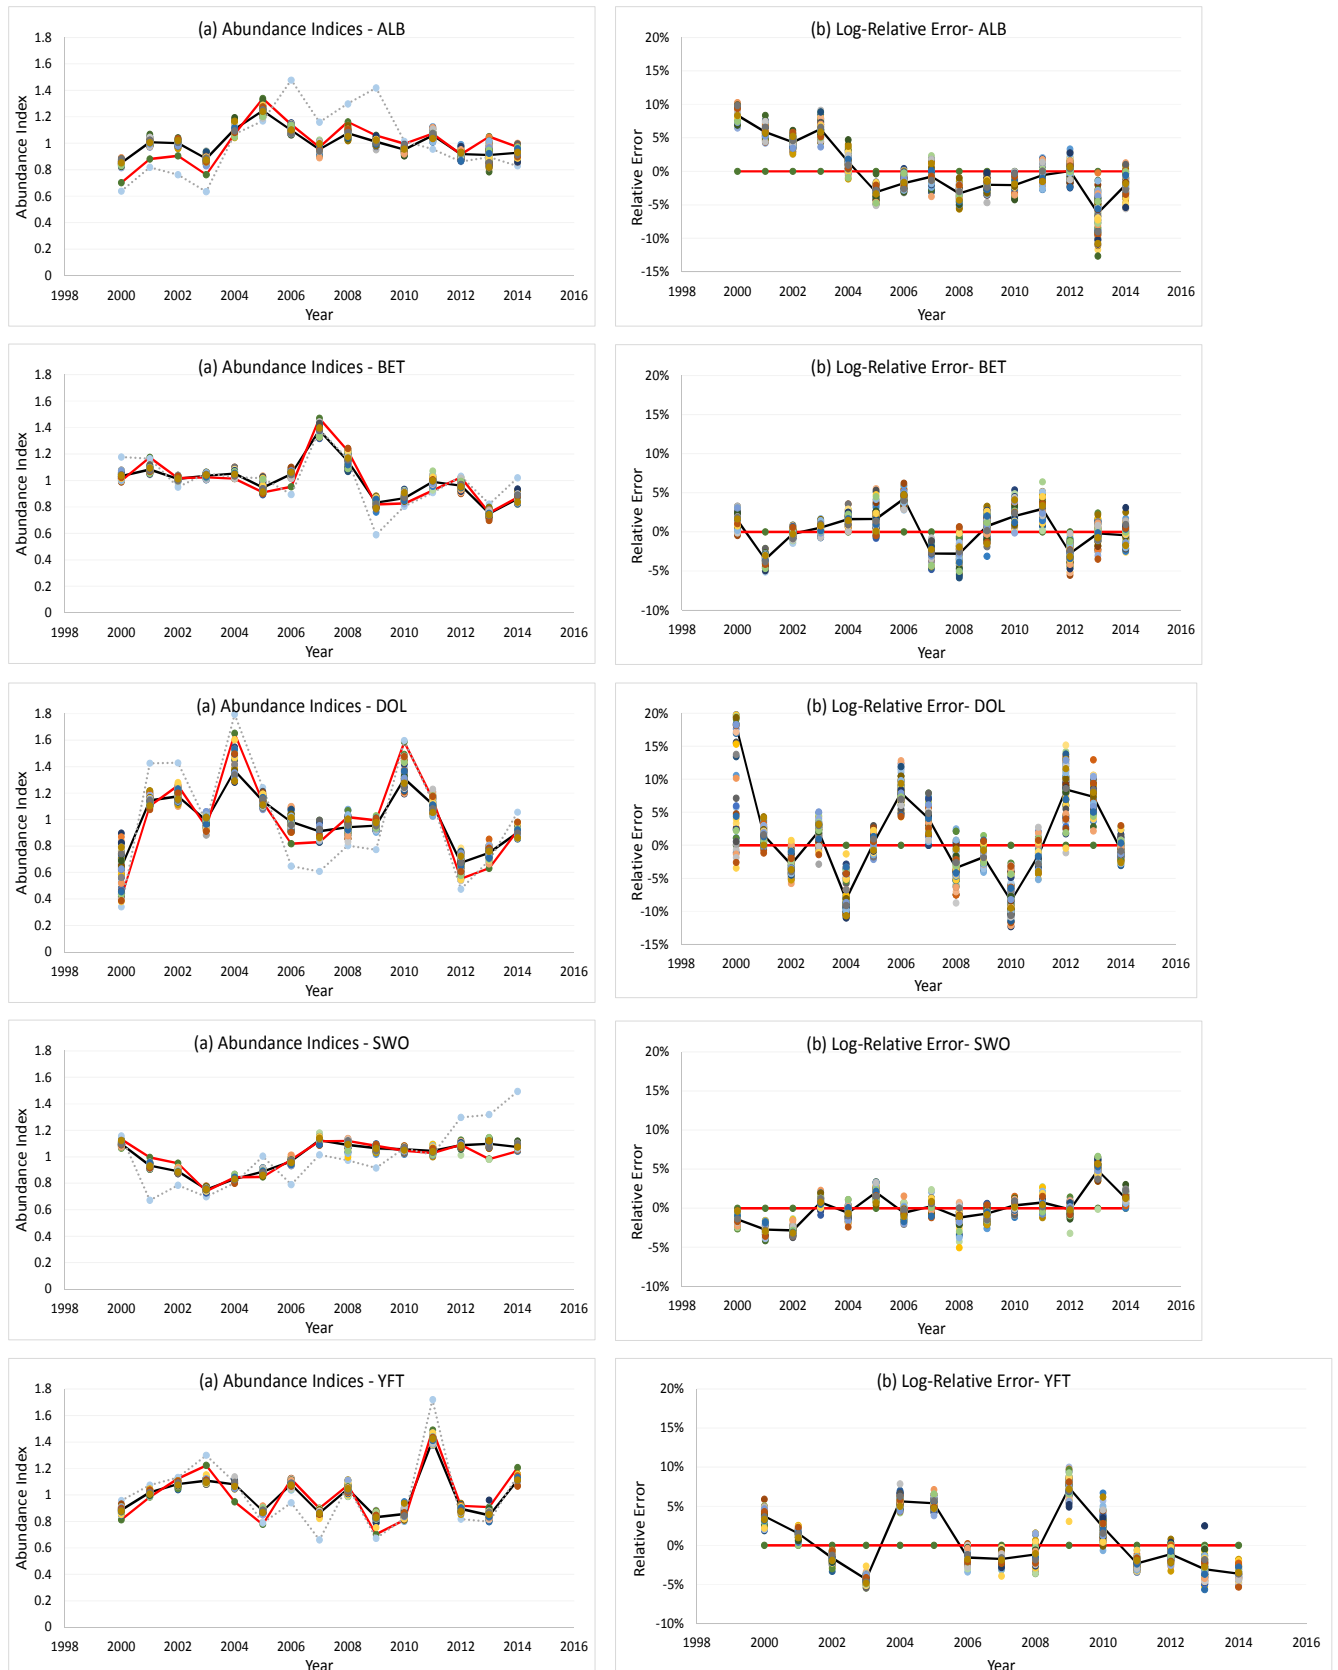 (a) Abundance Indices - ALB
1.8
1.6
1.4
1.2
1
0.8
0.6
0.4
0.2
0
Abundance Index
1998 2000 2002 2004 2006 2008 2010 2012 2014 2016
Year
(b) Log-Relative Error- ALB
20%
15%
10%
5%
0%
-5%
-10%
-15%
Relative Error
1998 2000 2002 2004 2006 2008 2010 2012 2014 2016
Year
(a) Abundance Indices - BET
1.8
1.6
1.4
1.2
1
0.8
0.6
0.4
0.2
0
Abundance Index
1998 2000 2002 2004 2006 2008 2010 2012 2014 2016
Year
(b) Log-Relative Error- BET
20%
15%
10%
5%
0%
-5%
-10%
Relative Error
1998 2000 2002 2004 2006 2008 2010 2012 2014 2016
Year
(a) Abundance Indices - DOL
1.8
1.6
1.4
1.2
1
0.8
0.6
0.4
0.2
0
Abundance Index
1998 2000 2002 2004 2006 2008 2010 2012 2014 2016
Year
(b) Log-Relative Error- DOL
20%
15%
10%
5%
0%
-5%
-10%
-15%
Relative Error
1998 2000 2002 2004 2006 2008 2010 2012 2014 2016
Year
(a) Abundance Indices - SWO
1.8
1.6
1.4
1.2
1
0.8
0.6
0.4
0.2
0
Abundance Index
1998 2000 2002 2004 2006 2008 2010 2012 2014 2016
Year
(b) Log-Relative Error- SWO
20%
15%
10%
5%
0%
-5%
-10%
Relative Error
1998 2000 2002 2004 2006 2008 2010 2012 2014 2016
Year
(a) Abundance Indices - YFT
1.8
1.6
1.4
1.2
1
0.8
0.6
0.4
0.2
0
Abundance Index
1998 2000 2002 2004 2006 2008 2010 2012 2014 2016
Year
(b) Log-Relative Error- YFT
20%
15%
10%
5%
0%
-5%
-10%
Relative Error
1998 2000 2002 2004 2006 2008 2010 2012 2014 2016
Year